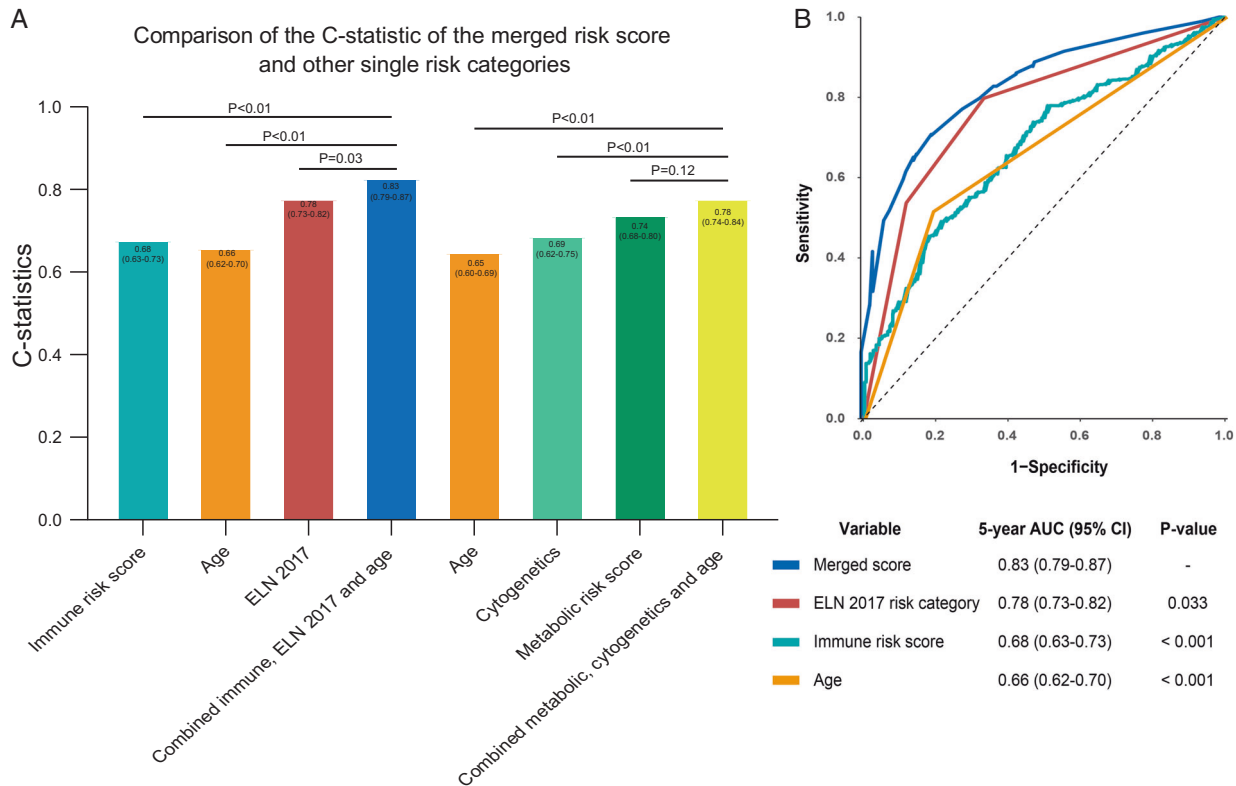 A
Comparison of the C-statistic of the merged risk score
and other single risk categories
C-statistics
1.0
0.8
0.6
0.4
0.2
0.0
P<0.01
P<0.01
P=0.03
P<0.01
P<0.01
P=0.12
0.68
(0.63-0.73)
0.66
(0.62-0.70)
0.78
(0.73-0.82)
0.83
(0.79-0.87)
0.65
(0.60-0.69)
0.69
(0.62-0.75)
0.74
(0.68-0.80)
0.78
(0.74-0.84)
Immune risk score
Age
ELN 2017
Combined immune, ELN 2017 and age
Age
Cytogenetics
Metabolic risk score
Combined metabolic, cytogenetics and age
B
Sensitivity
1.0
0.8
0.6
0.4
0.2
0.0
0.0 0.2 0.4 0.6 0.8 1.0
1−Specificity
Variable 5-year AUC (95% CI) P-value
Merged score 0.83 (0.79-0.87) -
ELN 2017 risk category 0.78 (0.73-0.82) 0.033
Immune risk score 0.68 (0.63-0.73) < 0.001
Age 0.66 (0.62-0.70) < 0.001